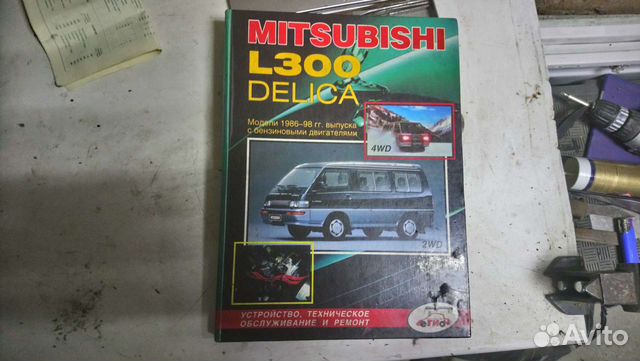 MITSUBISHI
L300
DELICA
Модели 1986-98 гг. выпуска
с бензиновыми двигателями
4WD
2WD
УСТРОЙСТВО, ТЕХНИЧЕСКОЕ
ОБСЛУЖИВАНИЕ И РЕМОНТ
Avito